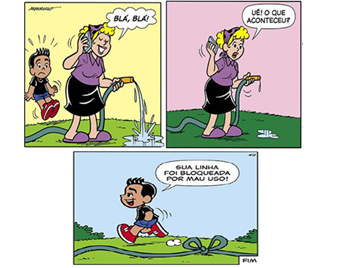 BLÁ, BLÁ!
UÉ! O QUE
ACONTECEU?
SUA LINHA
FOI BLOQUEADA
POR MAU USO!
FIM